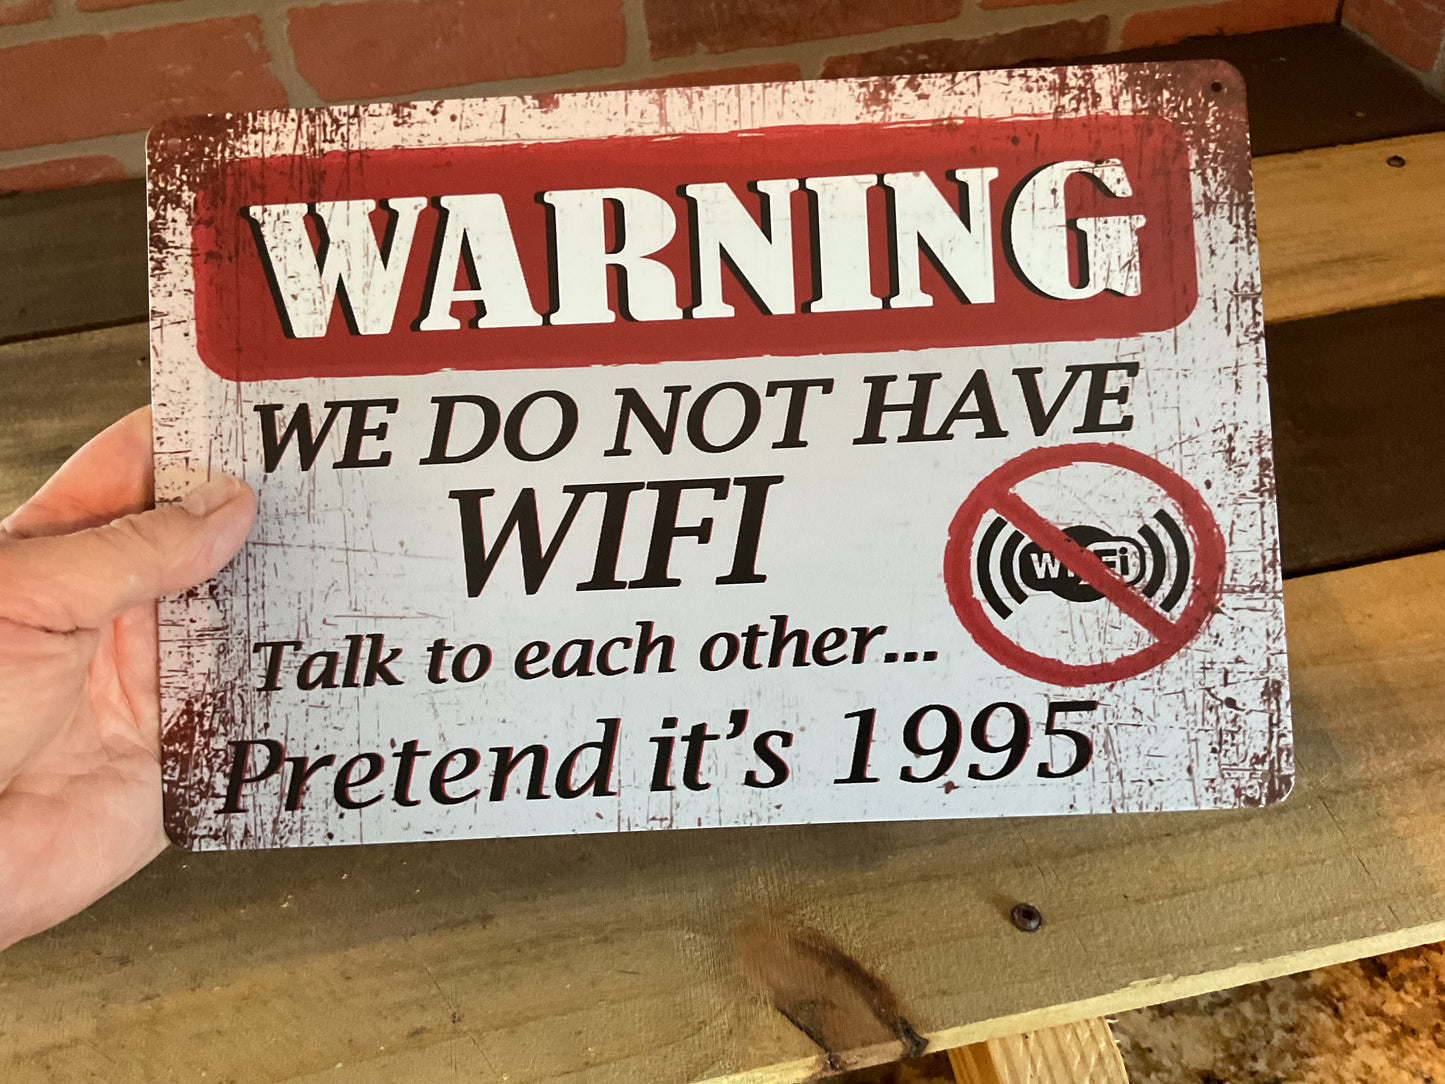 WARNING
WE DO NOT HAVE
WIFI
WiFi
Talk to each other...
Pretend it's 1995